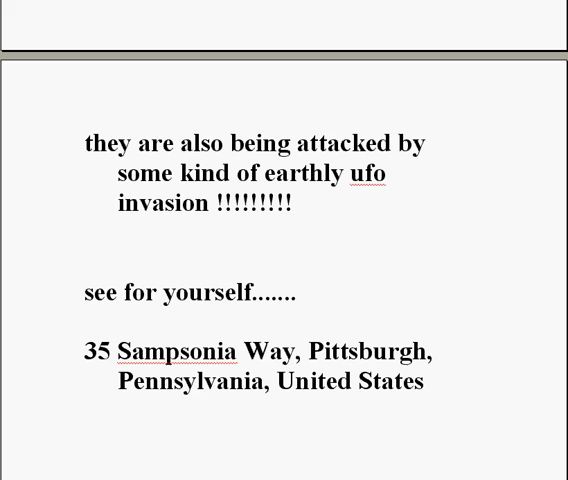 they are also being attacked by
some kind of earthly ufo
invasion !!!!!!!!!
see for yourself.......
35 Sampsonia Way, Pittsburgh,
Pennsylvania, United States